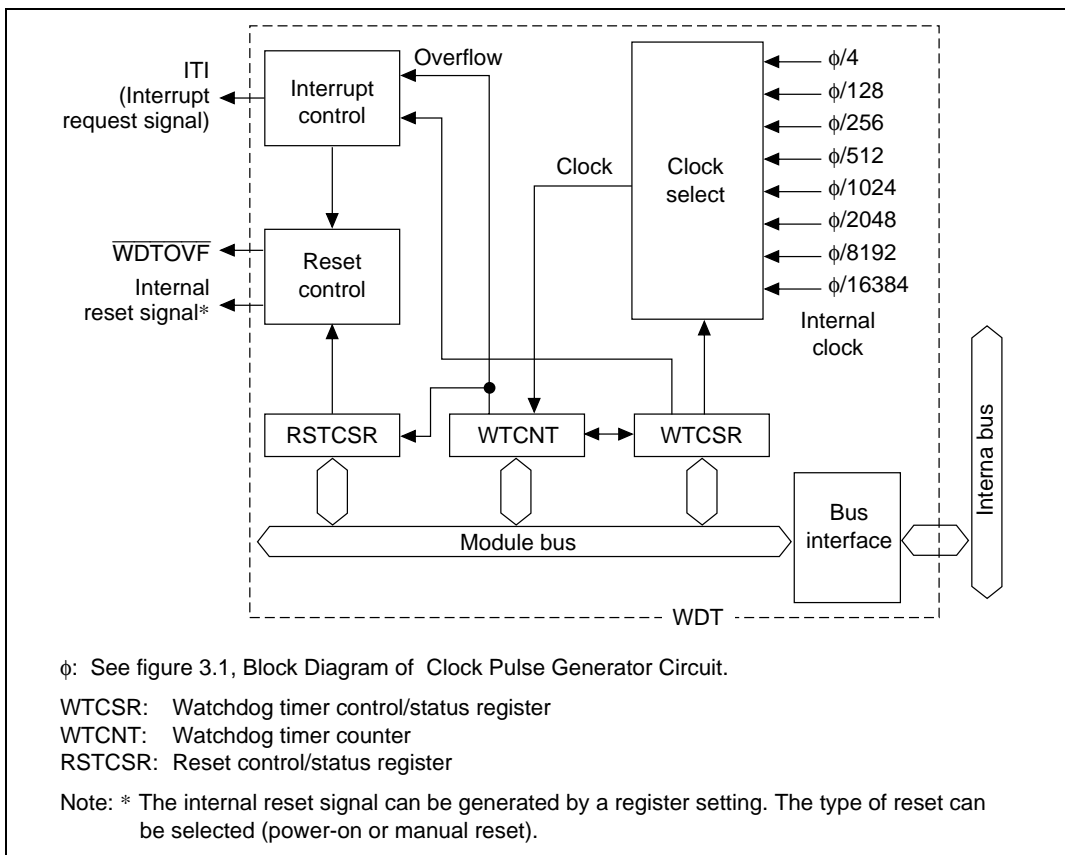 Overflow
ITI
(Interrupt
request signal)
Interrupt
control
Clock
Clock
select
ϕ/4
ϕ/128
ϕ/256
ϕ/512
ϕ/1024
ϕ/2048
ϕ/8192
ϕ/16384
Internal
clock
WDTOVF
Internal
reset signal*
Reset
control
RSTCSR
WTCNT
WTCSR
Module bus
Bus
interface
Interna bus
WDT
ϕ: See figure 3.1, Block Diagram of Clock Pulse Generator Circuit.
WTCSR: Watchdog timer control/status register
WTCNT: Watchdog timer counter
RSTCSR: Reset control/status register
Note: * The internal reset signal can be generated by a register setting. The type of reset can
be selected (power-on or manual reset).